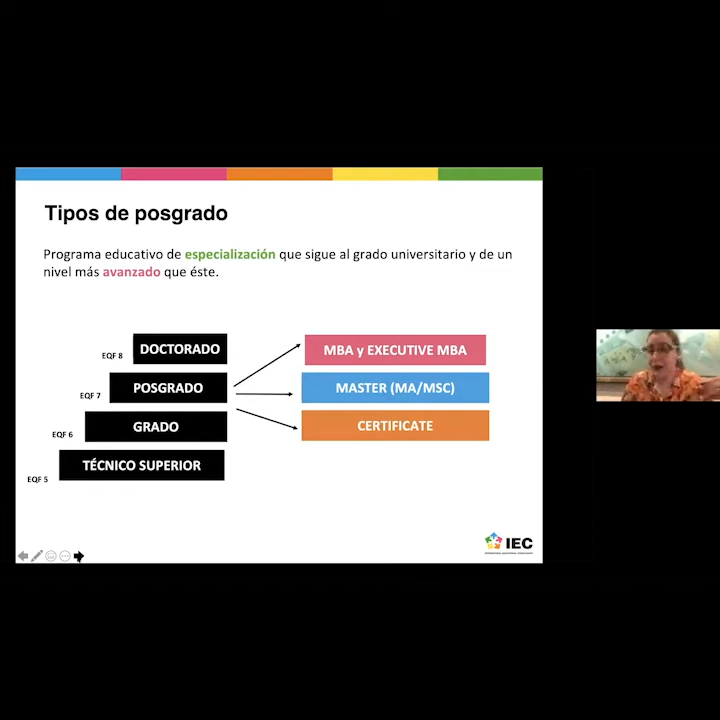 Tipos de posgrado
Programa educativo de especialización que sigue al grado universitario y de un
nivel más avanzado que éste.
EQF 8
DOCTORADO
MBA y EXECUTIVE MBA
EQF 7
POSGRADO
MASTER (MA/MSC)
EQF 6
GRADO
CERTIFICATE
EQF 5
TÉCNICO SUPERIOR
IEC